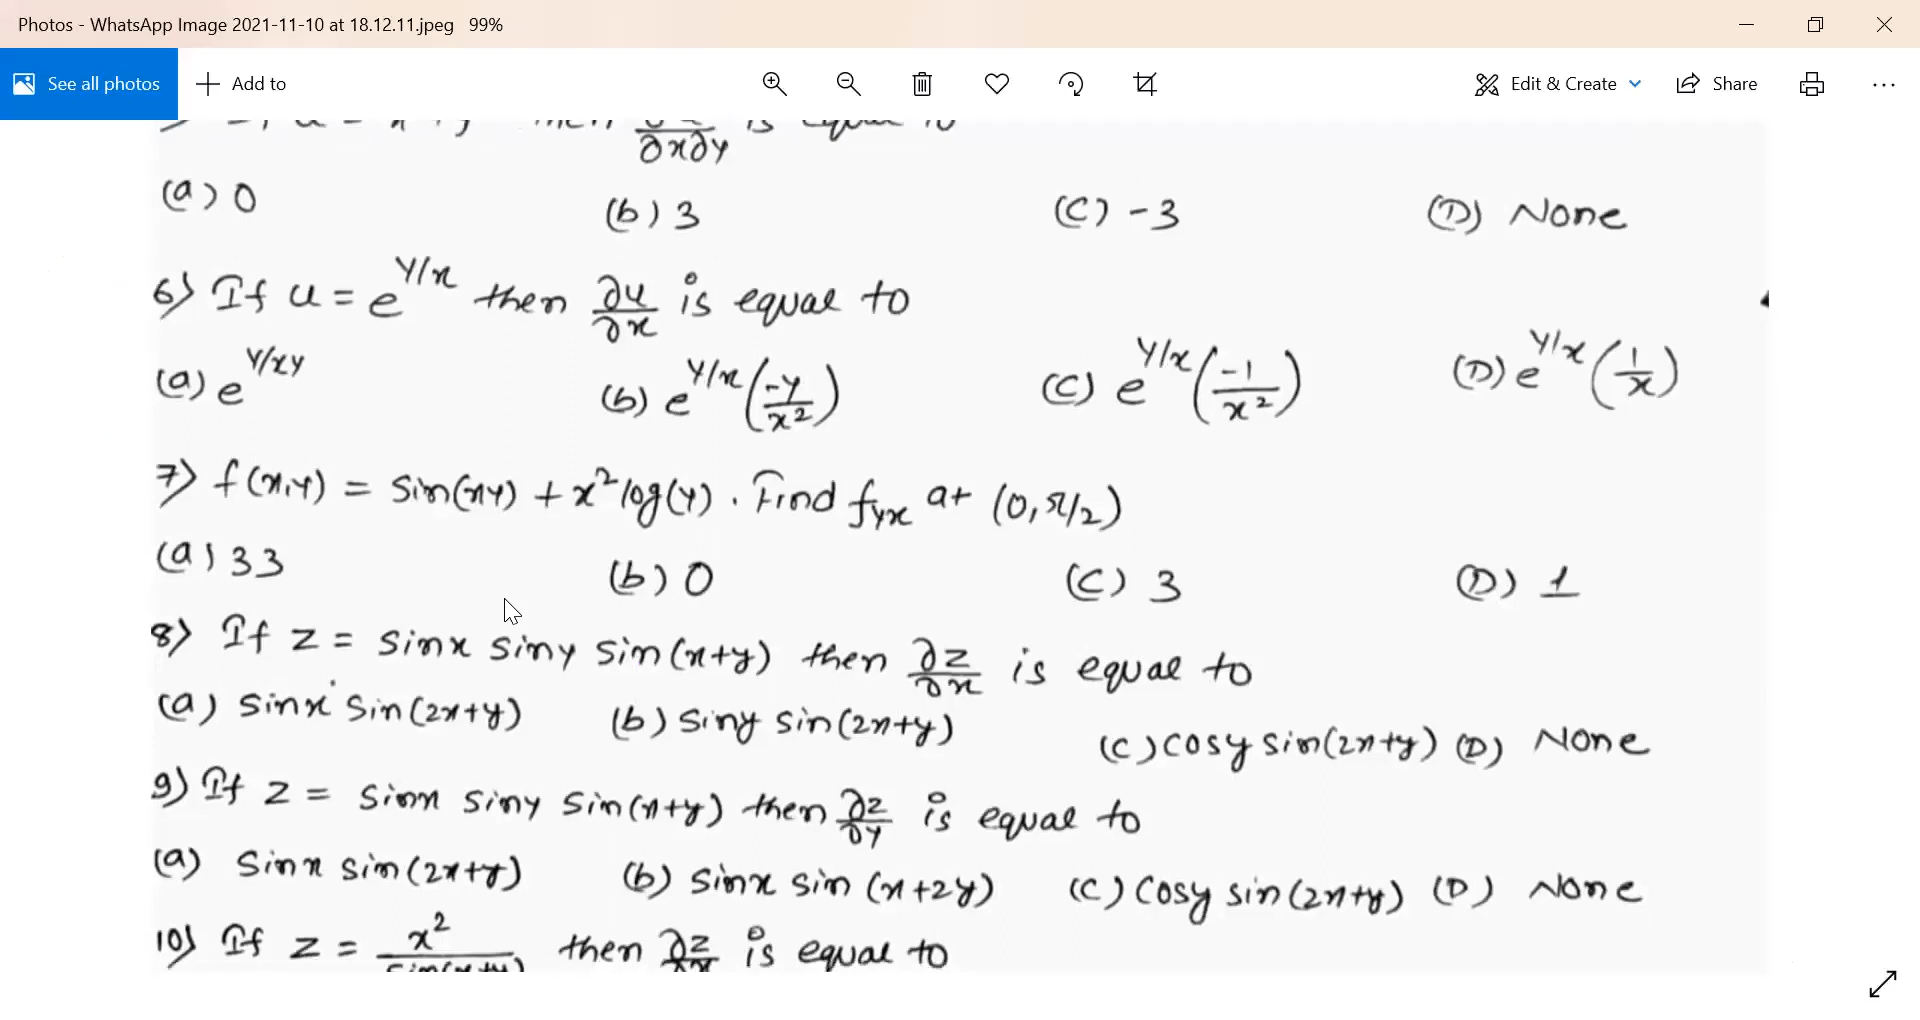 Photos - WhatsApp Image 2021-11-10 at 18.12.11.jpeg 99%
See all photos
Add to
Edit & Create
Share
∂x∂y
(a) 0 (b) 3 (C) -3 (D) None
6) If u = e^{y/x} then ∂u/∂x is equal to
(a) e^{y/xy} (b) e^{y/x}(-y/x²) (C) e^{y/x}(-1/x²) (D) e^{y/x}(1/x)
7) f(x,y) = sin(xy) + x² log(y). Find fyx at (0, π/2)
(a) 33 (b) 0 (C) 3 (D) 1
8) If z = sinx siny sin(x+y) then ∂z/∂x is equal to
(a) sinx sin(2x+y) (b) siny sin(2x+y) (C) cosy sin(2x+y) (D) None
9) If z = sinx siny sin(x+y) then ∂z/∂y is equal to
(a) sinx sin(2x+y) (b) sinx sin (x+2y) (C) cosy sin(2x+y) (D) None
10) If z = x²/sin(x+y) then ∂z/∂x is equal to